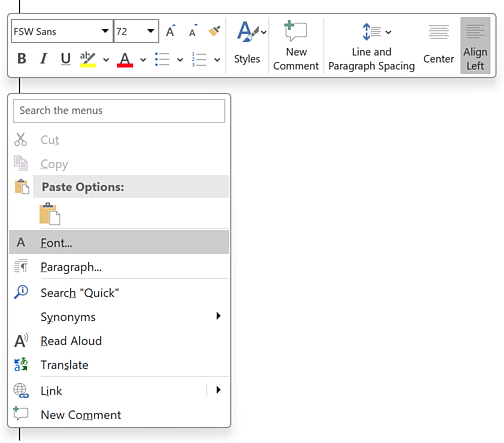 FSW Sans 72 A A
B I U ab A Styles New Comment Line and Paragraph Spacing Center Align Left
Search the menus
Cut
Copy
Paste Options:
A Font...
Paragraph...
Search "Quick"
Synonyms
A Read Aloud
Translate
Link
New Comment